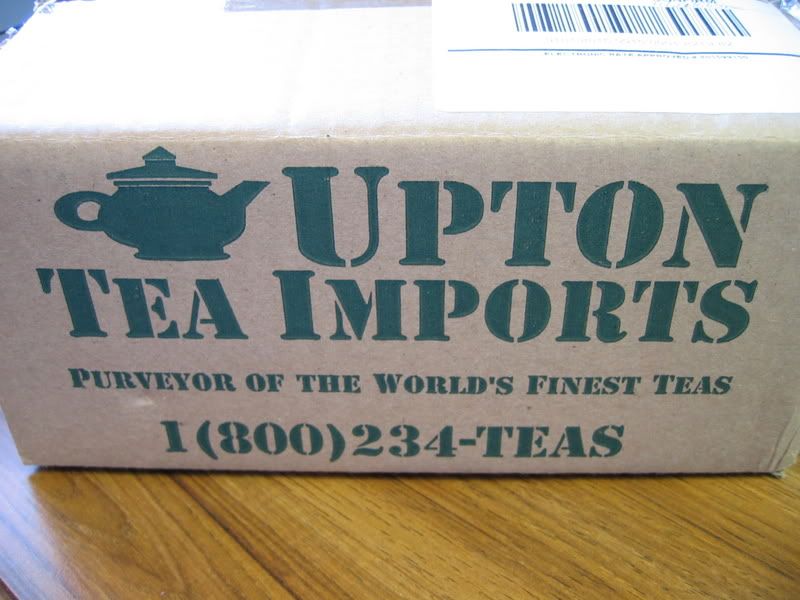 UPTON
TEA IMPORTS
PURVEYOR OF THE WORLD'S FINEST TEAS
1(800)234-TEAS